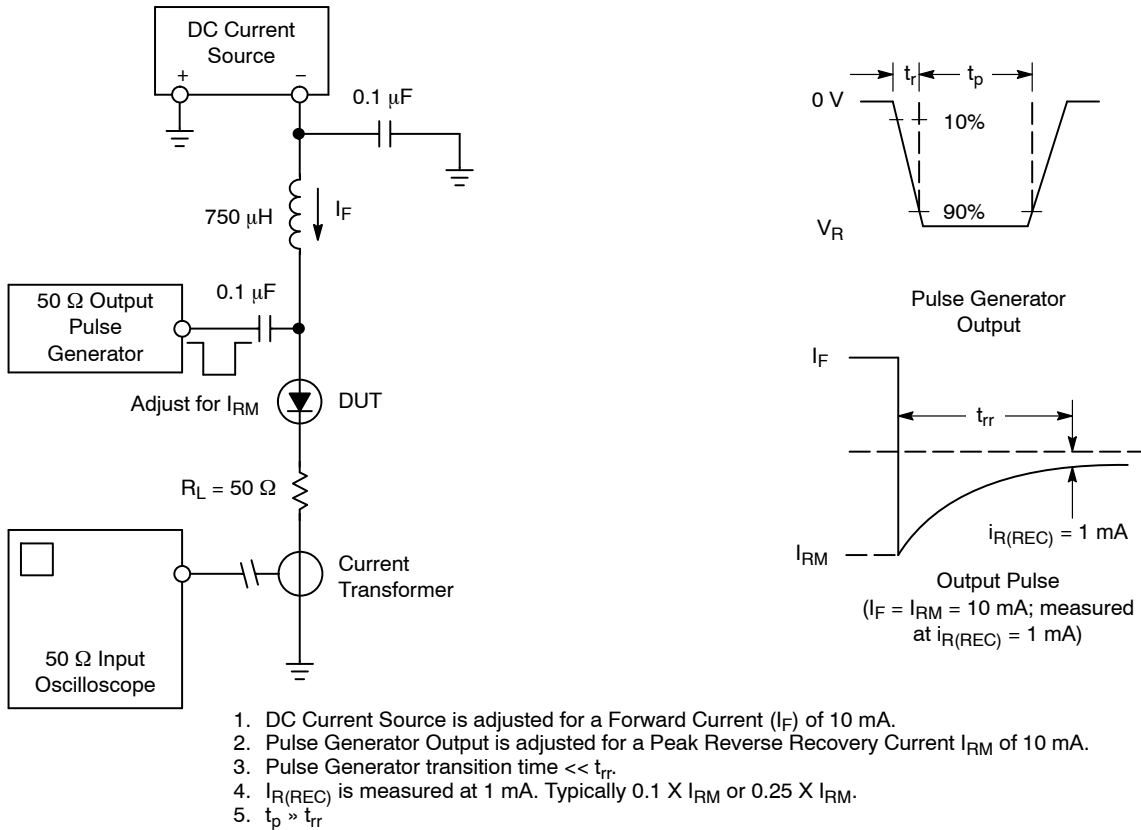 DC Current
Source
+ −
0.1 μF
750 μH
I_F
50 Ω Output
Pulse
Generator
0.1 μF
Adjust for I_RM
DUT
R_L = 50 Ω
Current
Transformer
50 Ω Input
Oscilloscope
t_r t_p
0 V
10%
90%
V_R
Pulse Generator
Output
I_F
t_rr
i_R(REC) = 1 mA
I_RM
Output Pulse
(I_F = I_RM = 10 mA; measured
at i_R(REC) = 1 mA)
1. DC Current Source is adjusted for a Forward Current (I_F) of 10 mA.
2. Pulse Generator Output is adjusted for a Peak Reverse Recovery Current I_RM of 10 mA.
3. Pulse Generator transition time << t_rr.
4. I_R(REC) is measured at 1 mA. Typically 0.1 X I_RM or 0.25 X I_RM.
5. t_p » t_rr